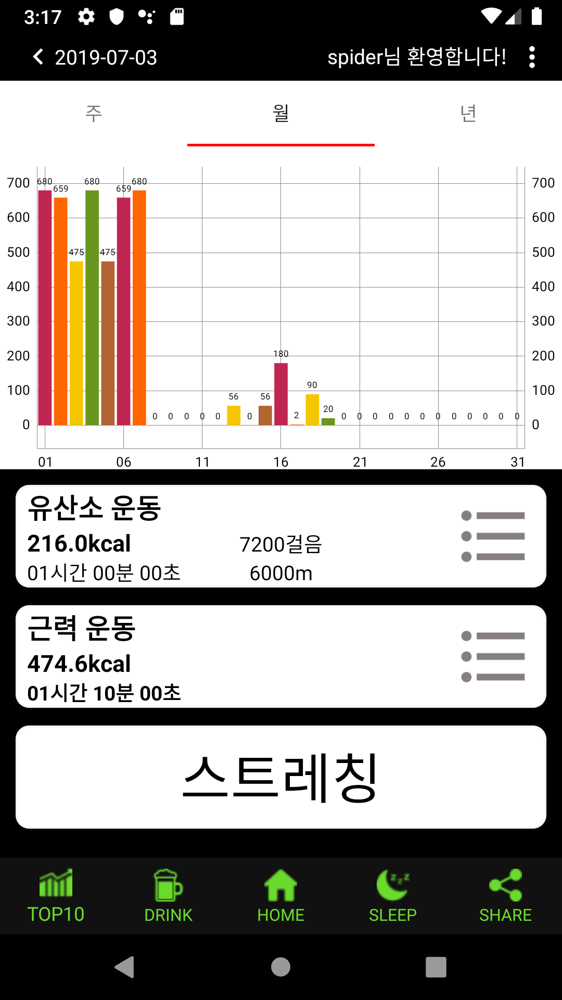 3:17
2019-07-03
spider님 환영합니다!
주 월 년
700 700
600 600
500 500
400 400
300 300
200 200
100 100
0 0
680 659 475 680 475 659 680 0 0 0 0 0 56 0 56 180 2 90 20 0 0 0 0 0 0 0 0 0 0 0 0
01 06 11 16 21 26 31
유산소 운동
216.0kcal 7200걸음
01시간 00분 00초 6000m
근력 운동
474.6kcal
01시간 10분 00초
스트레칭
TOP10 DRINK HOME SLEEP SHARE